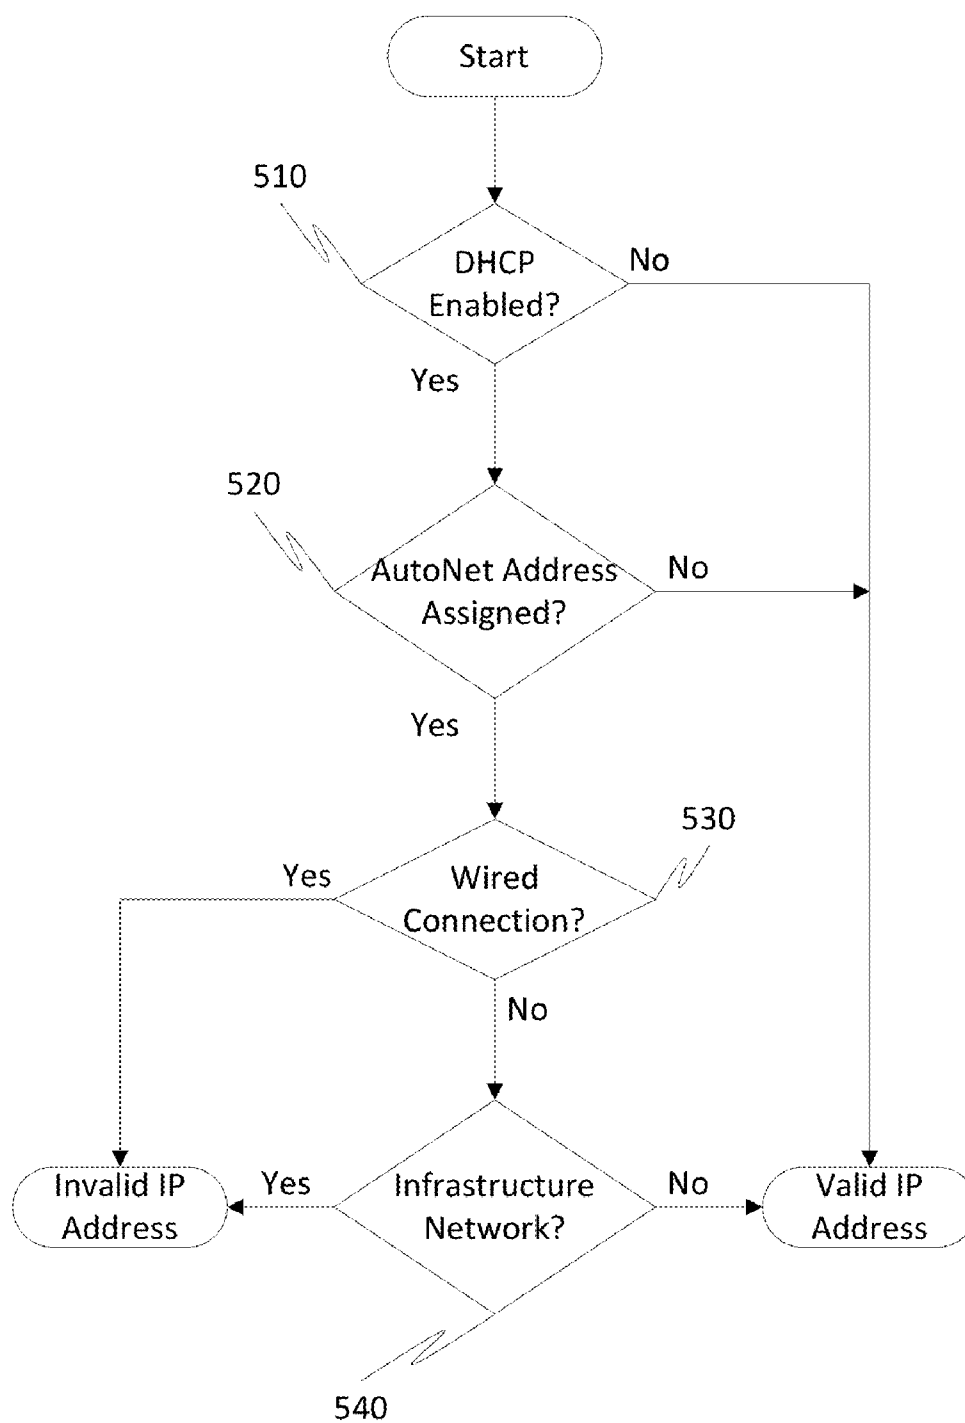 Start
510
DHCP
Enabled?
No
Yes
520
AutoNet Address
Assigned?
No
Yes
530
Yes
Wired
Connection?
No
Invalid IP
Address
Yes
Infrastructure
Network?
No
Valid IP
Address
540